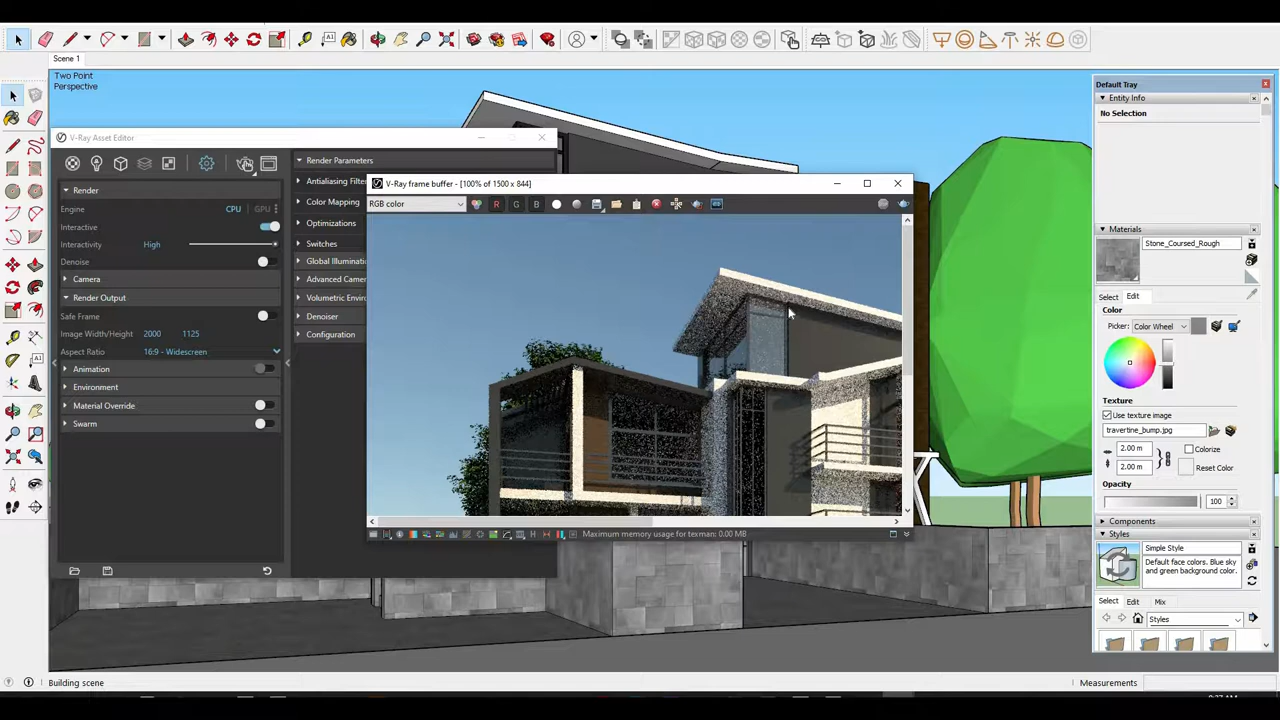 Scene 1
Two Point
Perspective
V-Ray Asset Editor
Render
Engine
CPU
GPU
Interactive
Interactivity
High
Denoise
Camera
Render Output
Safe Frame
Image Width/Height
2000
1125
Aspect Ratio
16:9 - Widescreen
Animation
Environment
Material Override
Swarm
Render Parameters
Antialiasing Filter
Color Mapping
Optimizations
Switches
Global Illuminati
Advanced Came
Volumetric Envir
Denoiser
Configuration
V-Ray frame buffer - [100% of 1500 x 844]
RGB color
R
G
B
Maximum memory usage for texman: 0.00 MB
Default Tray
Entity Info
No Selection
Materials
Stone_Coursed_Rough
Select
Edit
Color
Picker:
Color Wheel
Texture
Use texture image
travertine_bump.jpg
2.00 m
Colorize
2.00 m
Reset Color
Opacity
100
Components
Styles
Simple Style
Default face colors. Blue sky
and green background color.
Select
Edit
Mix
Styles
Building scene
Measurements